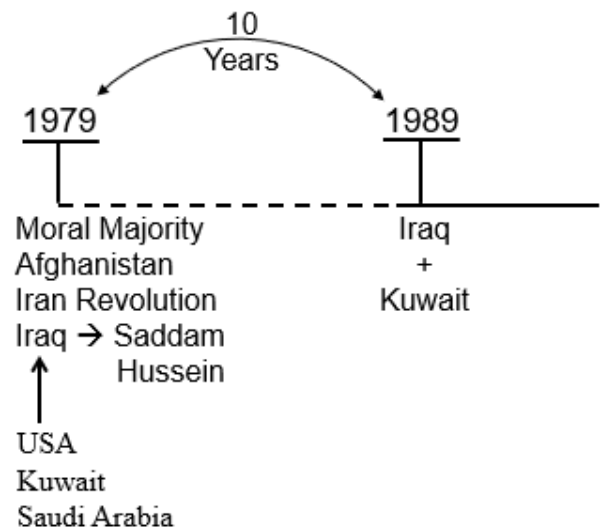 10
Years
1979
1989
Moral Majority
Afghanistan
Iran Revolution
Iraq → Saddam
Hussein
Iraq
+
Kuwait
USA
Kuwait
Saudi Arabia